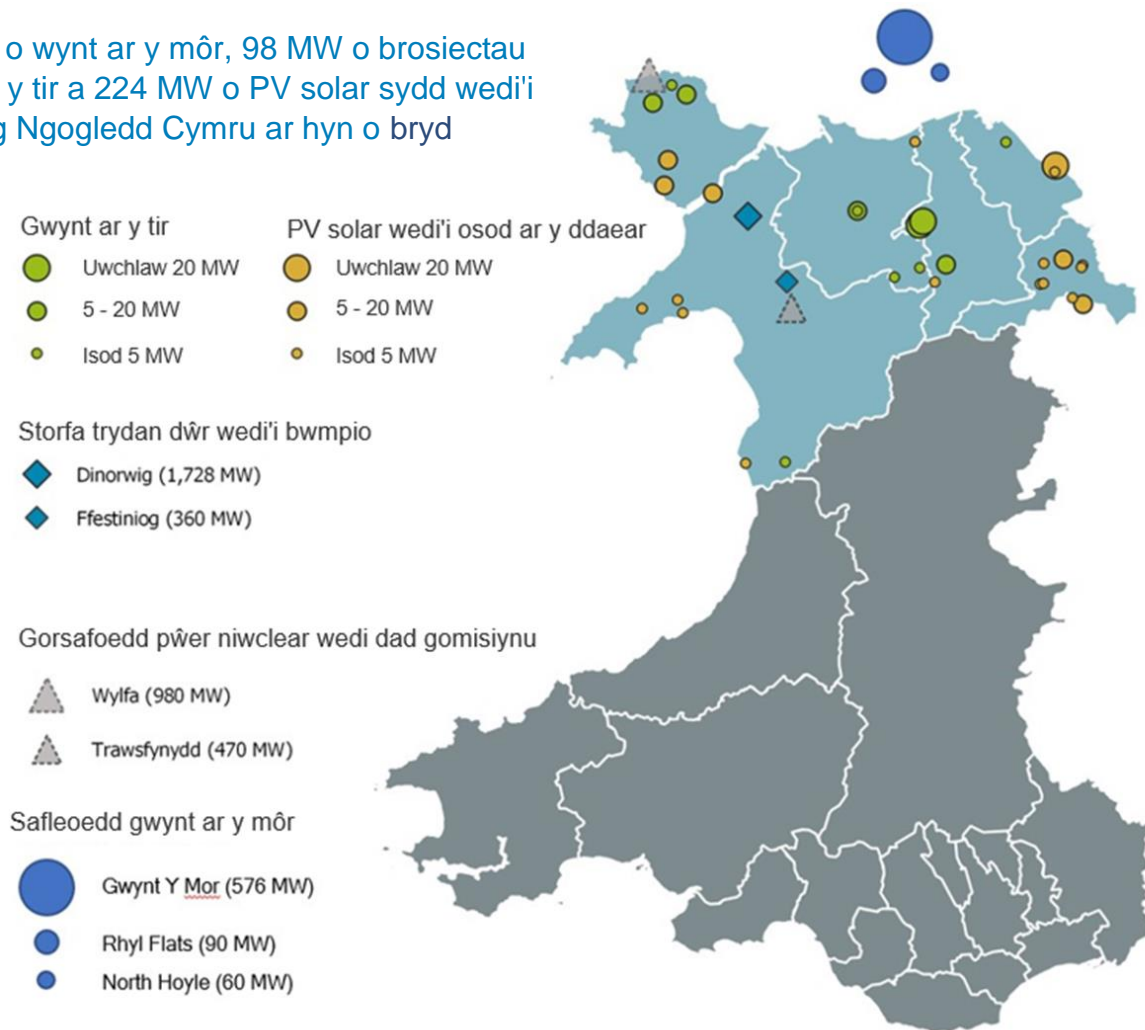 o wynt ar y môr, 98 MW o brosiectau
y tir a 224 MW o PV solar sydd wedi'i
g Ngogledd Cymru ar hyn o bryd
Gwynt ar y tir
Uwchlaw 20 MW
5 - 20 MW
Isod 5 MW
PV solar wedi'i osod ar y ddaear
Uwchlaw 20 MW
5 - 20 MW
Isod 5 MW
Storfa trydan dŵr wedi'i bwmpio
Dinorwig (1,728 MW)
Ffestiniog (360 MW)
Gorsafoedd pŵer niwclear wedi dad gomisiynu
Wylfa (980 MW)
Trawsfynydd (470 MW)
Safleoedd gwynt ar y môr
Gwynt Y Mor (576 MW)
Rhyl Flats (90 MW)
North Hoyle (60 MW)